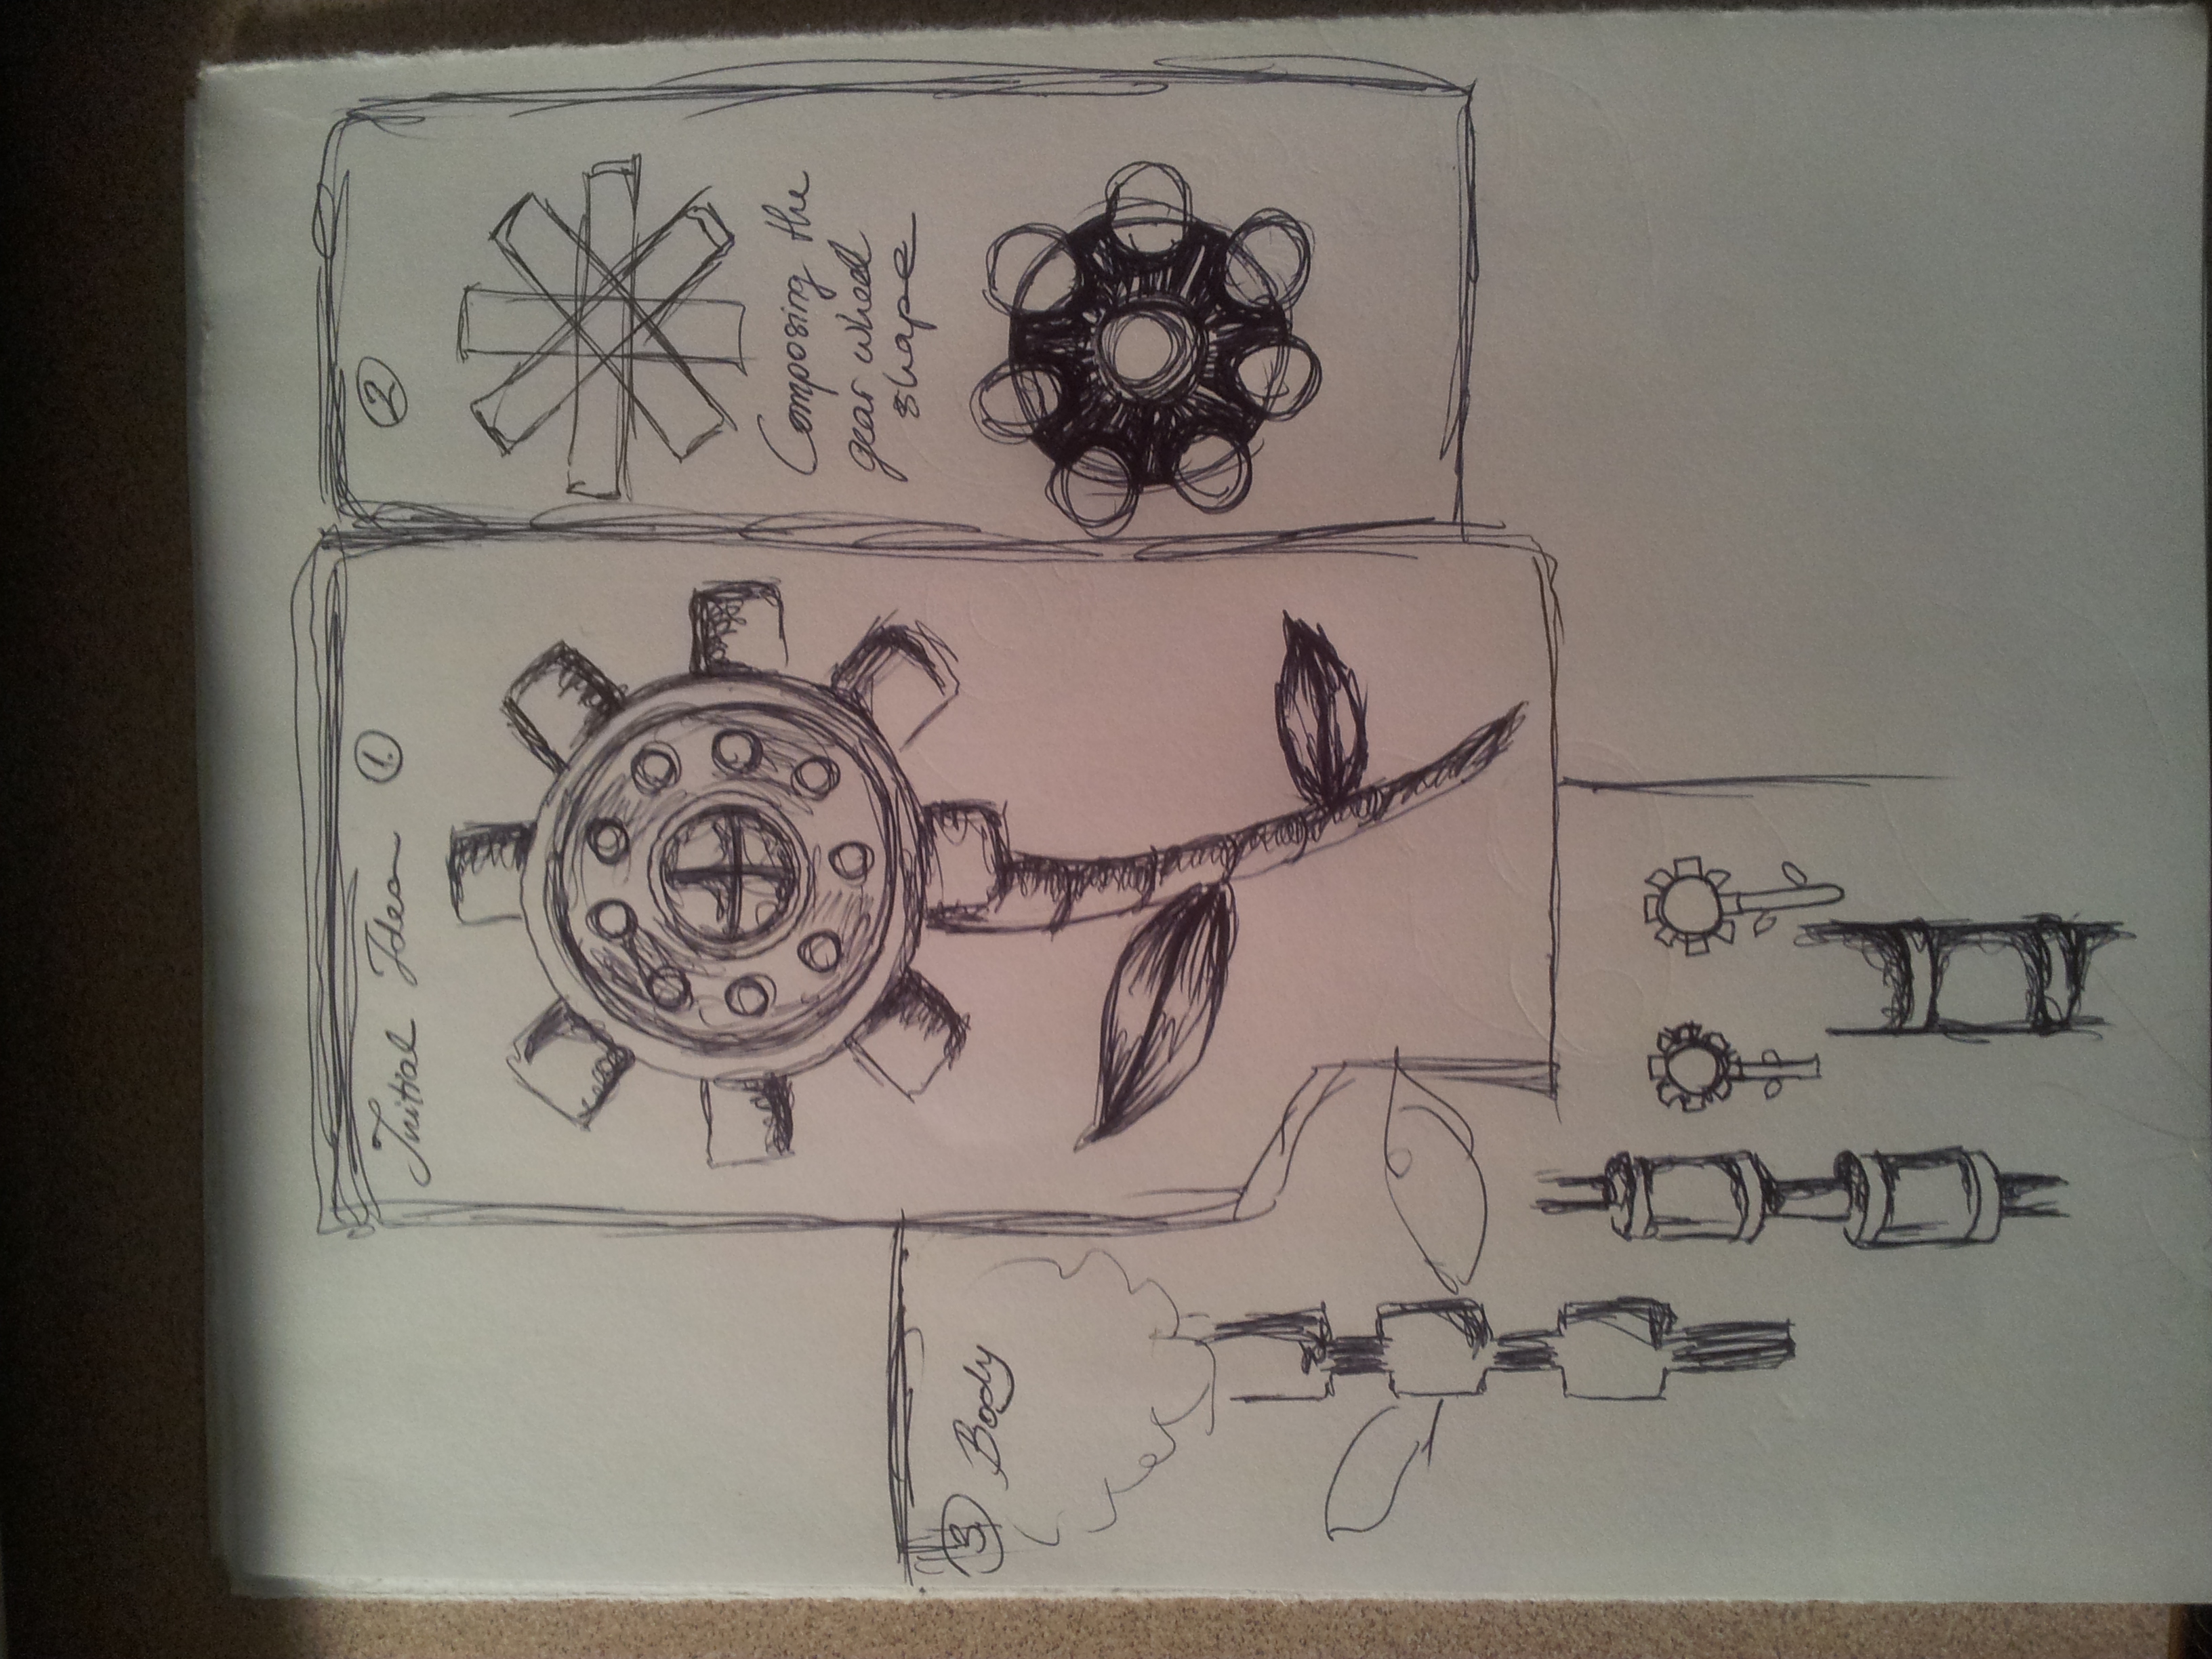 Initial Idea 1.
2
Composing the
gear wheel
shape
3. Body